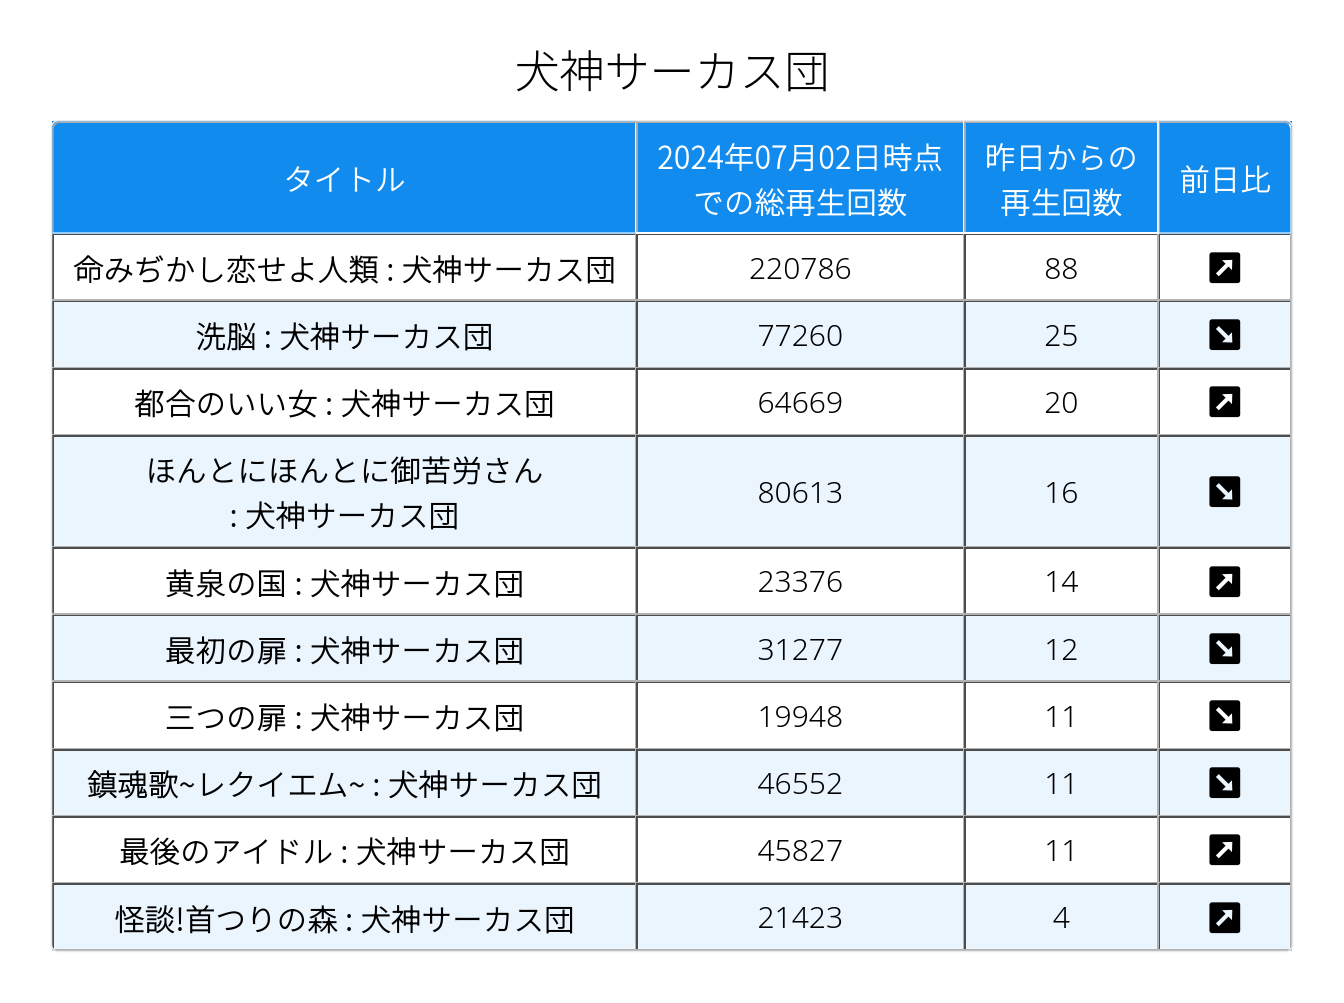 犬神サーカス団
タイトル
2024年07月02日時点
での総再生回数
昨日からの
再生回数
前日比
命みぢかし恋せよ人類 : 犬神サーカス団 220786 88
洗脳 : 犬神サーカス団 77260 25
都合のいい女 : 犬神サーカス団 64669 20
ほんとにほんとに御苦労さん
: 犬神サーカス団 80613 16
黄泉の国 : 犬神サーカス団 23376 14
最初の扉 : 犬神サーカス団 31277 12
三つの扉 : 犬神サーカス団 19948 11
鎮魂歌~レクイエム~ : 犬神サーカス団 46552 11
最後のアイドル : 犬神サーカス団 45827 11
怪談!首つりの森 : 犬神サーカス団 21423 4